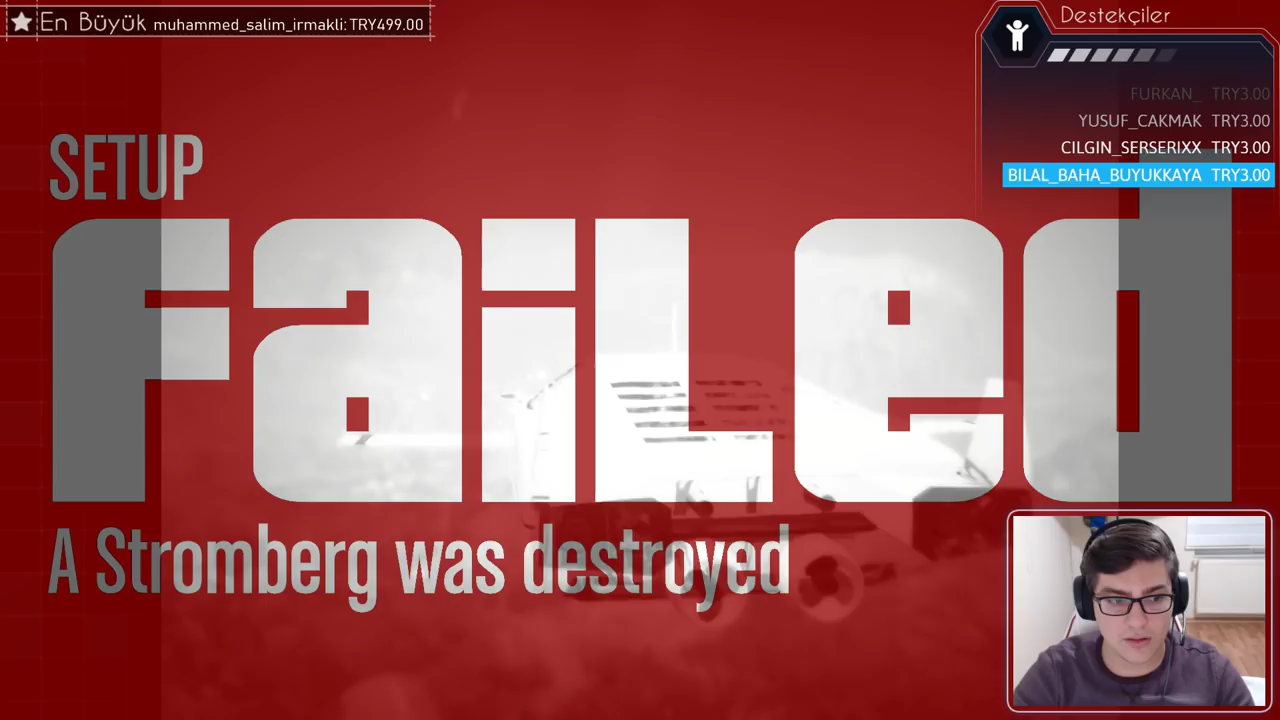 En Büyük muhammed_salim_irmakli: TRY499.00
Destekçiler
FURKAN_ TRY3.00
YUSUF_CAKMAK TRY3.00
CILGIN_SERSERIXX TRY3.00
BILAL_BAHA_BUYUKKAYA TRY3.00
SETUP
FaiLed
A Stromberg was destroyed